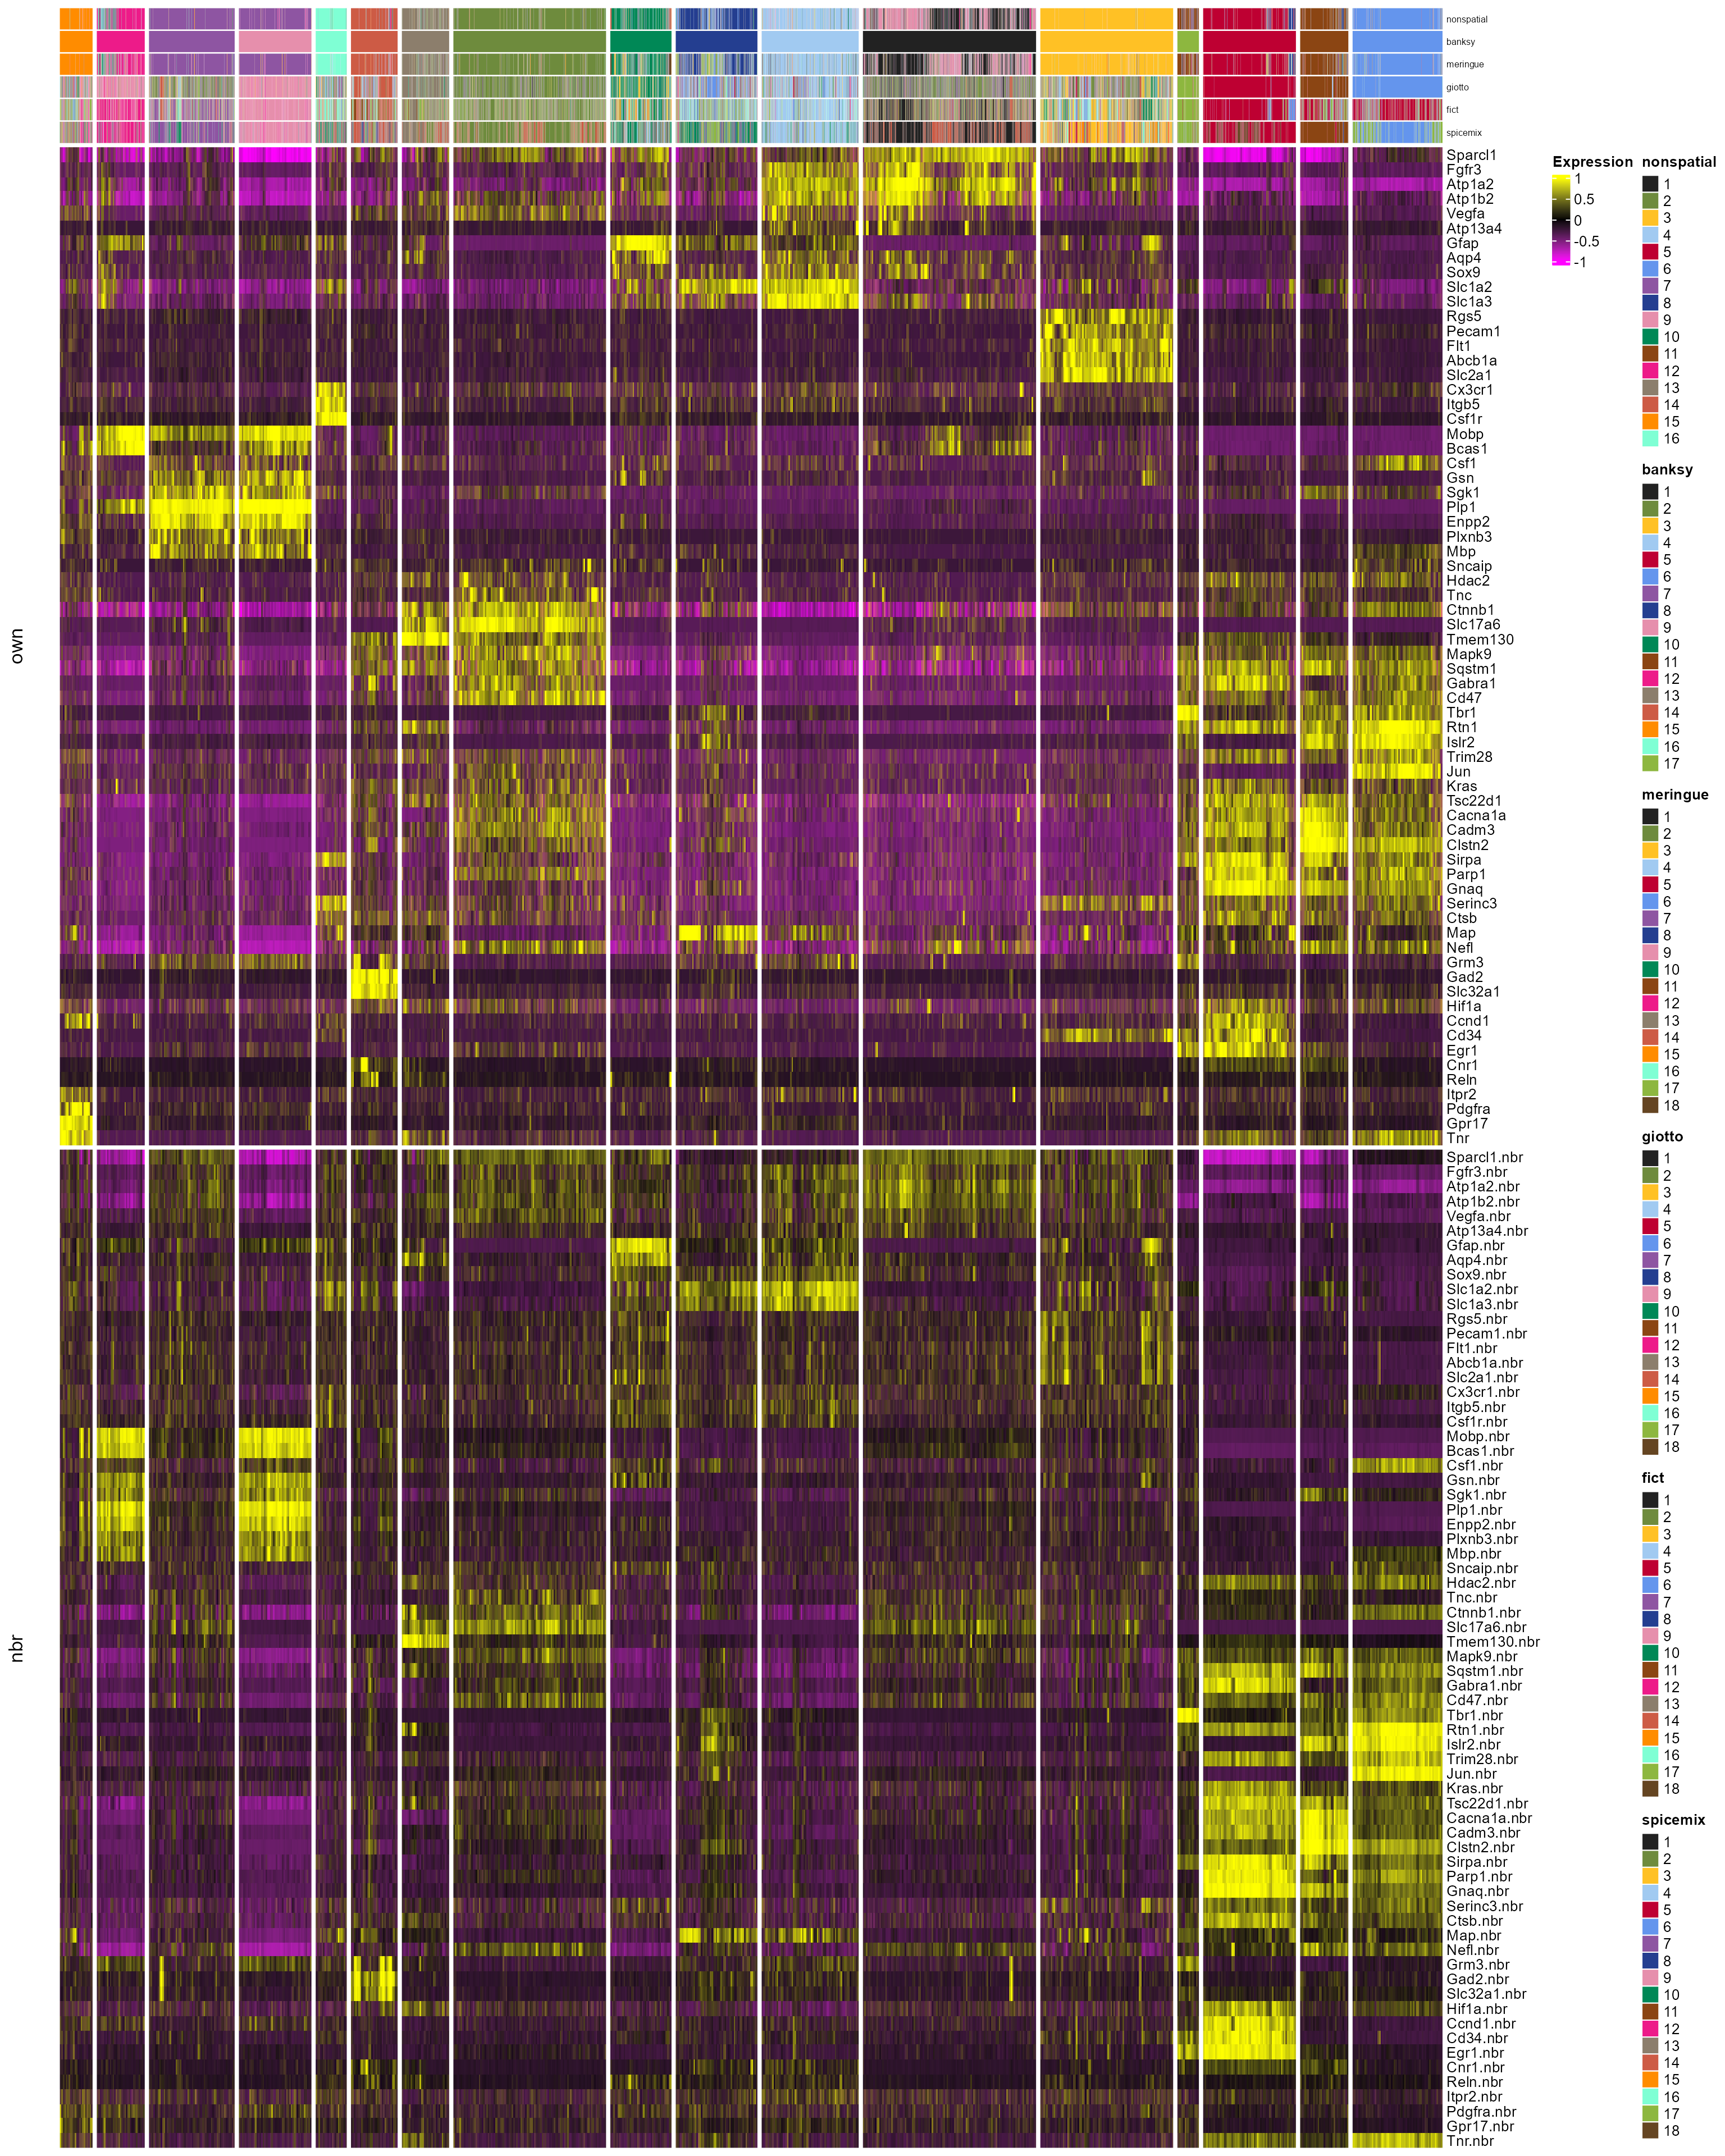 nonspatial
banksy
meringue
giotto
fict
spicemix
own
Sparcl1
Fgfr3
Atp1a2
Atp1b2
Vegfa
Atp13a4
Gfap
Aqp4
Sox9
Slc1a2
Slc1a3
Rgs5
Pecam1
Flt1
Abcb1a
Slc2a1
Cx3cr1
Itgb5
Csf1r
Mobp
Bcas1
Csf1
Gsn
Sgk1
Plp1
Enpp2
Plxnb3
Mbp
Sncaip
Hdac2
Tnc
Ctnnb1
Slc17a6
Tmem130
Mapk9
Sqstm1
Gabra1
Cd47
Tbr1
Rtn1
Islr2
Trim28
Jun
Kras
Tsc22d1
Cacna1a
Cadm3
Clstn2
Sirpa
Parp1
Gnaq
Serinc3
Ctsb
Map
Nefl
Grm3
Gad2
Slc32a1
Hif1a
Ccnd1
Cd34
Egr1
Cnr1
Reln
Itpr2
Pdgfra
Gpr17
Tnr
nbr
Sparcl1.nbr
Fgfr3.nbr
Atp1a2.nbr
Atp1b2.nbr
Vegfa.nbr
Atp13a4.nbr
Gfap.nbr
Aqp4.nbr
Sox9.nbr
Slc1a2.nbr
Slc1a3.nbr
Rgs5.nbr
Pecam1.nbr
Flt1.nbr
Abcb1a.nbr
Slc2a1.nbr
Cx3cr1.nbr
Itgb5.nbr
Csf1r.nbr
Mobp.nbr
Bcas1.nbr
Csf1.nbr
Gsn.nbr
Sgk1.nbr
Plp1.nbr
Enpp2.nbr
Plxnb3.nbr
Mbp.nbr
Sncaip.nbr
Hdac2.nbr
Tnc.nbr
Ctnnb1.nbr
Slc17a6.nbr
Tmem130.nbr
Mapk9.nbr
Sqstm1.nbr
Gabra1.nbr
Cd47.nbr
Tbr1.nbr
Rtn1.nbr
Islr2.nbr
Trim28.nbr
Jun.nbr
Kras.nbr
Tsc22d1.nbr
Cacna1a.nbr
Cadm3.nbr
Clstn2.nbr
Sirpa.nbr
Parp1.nbr
Gnaq.nbr
Serinc3.nbr
Ctsb.nbr
Map.nbr
Nefl.nbr
Grm3.nbr
Gad2.nbr
Slc32a1.nbr
Hif1a.nbr
Ccnd1.nbr
Cd34.nbr
Egr1.nbr
Cnr1.nbr
Reln.nbr
Itpr2.nbr
Pdgfra.nbr
Gpr17.nbr
Tnr.nbr
Expression
1
0.5
0
-0.5
-1
nonspatial
1
2
3
4
5
6
7
8
9
10
11
12
13
14
15
16
banksy
1
2
3
4
5
6
7
8
9
10
11
12
13
14
15
16
17
meringue
1
2
3
4
5
6
7
8
9
10
11
12
13
14
15
16
17
18
giotto
1
2
3
4
5
6
7
8
9
10
11
12
13
14
15
16
17
18
fict
1
2
3
4
5
6
7
8
9
10
11
12
13
14
15
16
17
18
spicemix
1
2
3
4
5
6
7
8
9
10
11
12
13
14
15
16
17
18